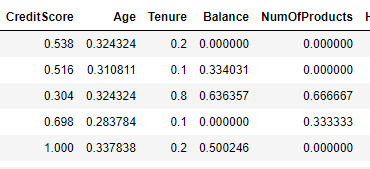 CreditScore Age Tenure Balance NumOfProducts H
0.538 0.324324 0.2 0.000000 0.000000
0.516 0.310811 0.1 0.334031 0.000000
0.304 0.324324 0.8 0.636357 0.666667
0.698 0.283784 0.1 0.000000 0.333333
1.000 0.337838 0.2 0.500246 0.000000